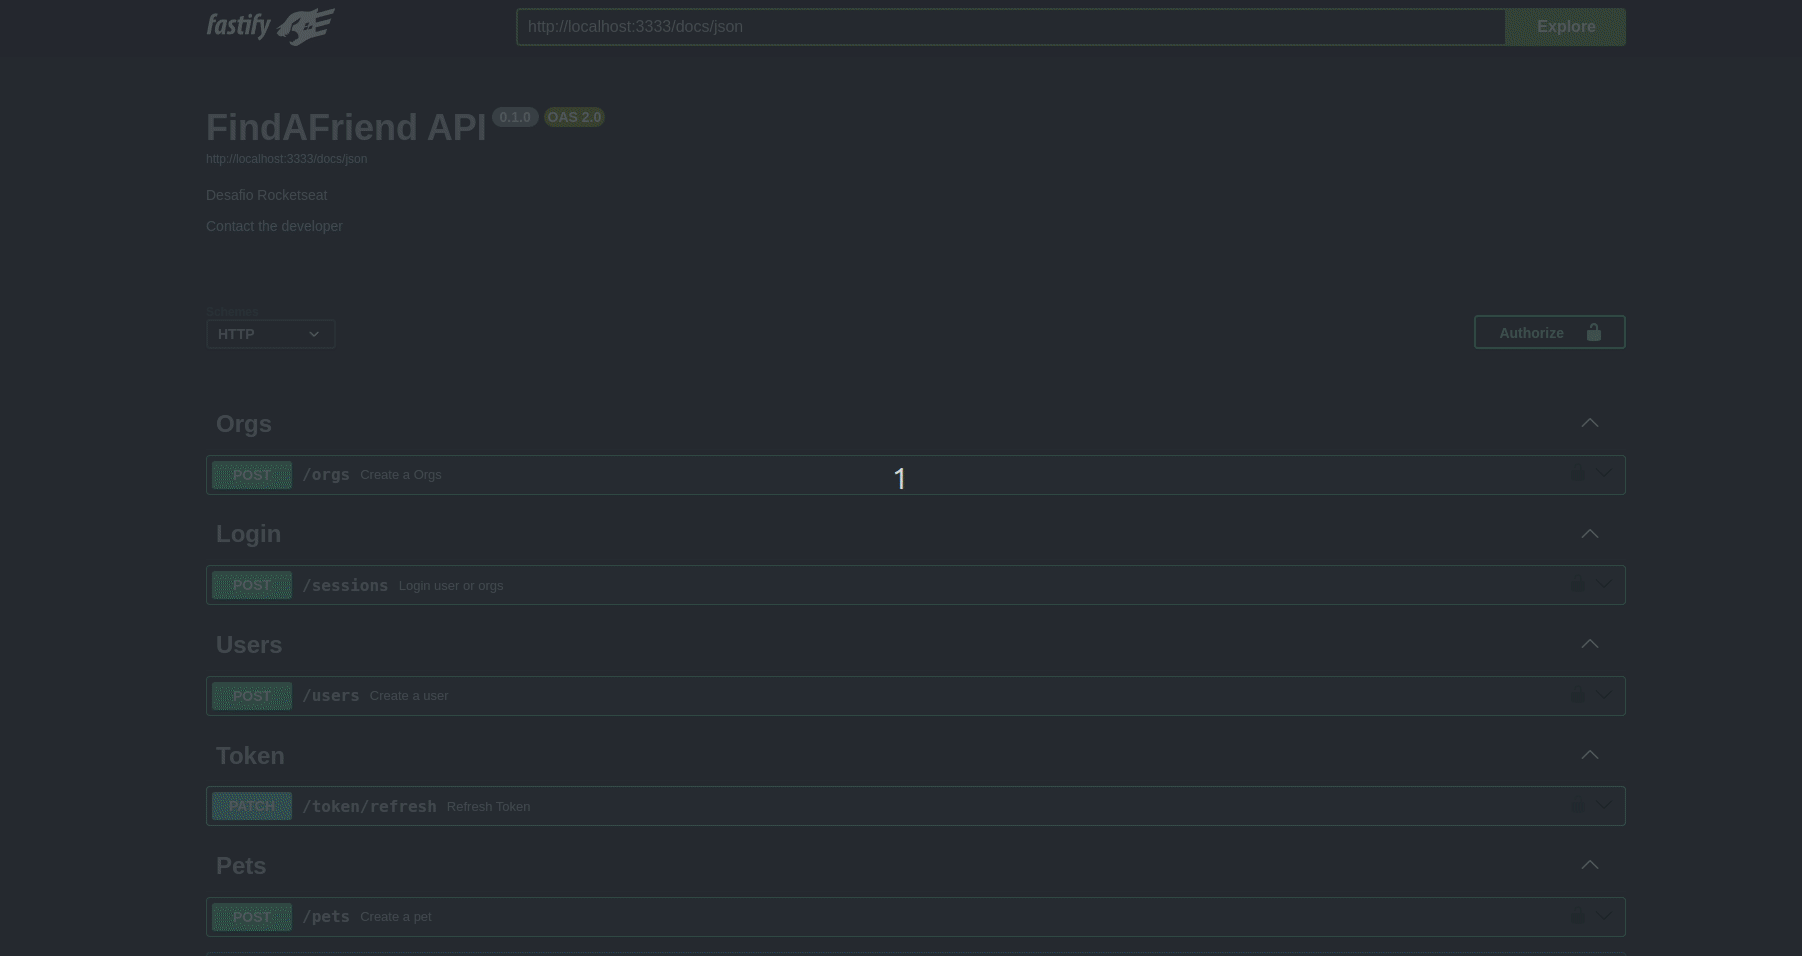 fastify
http://localhost:3333/docs/json Explore
FindAFriend API 0.1.0 OAS 2.0
http://localhost:3333/docs/json
Desafio Rocketseat
Contact the developer
Schemes
HTTP
Authorize
Orgs
POST /orgs Create a Orgs
1
Login
POST /sessions Login user or orgs
Users
POST /users Create a user
Token
PATCH /token/refresh Refresh Token
Pets
POST /pets Create a pet